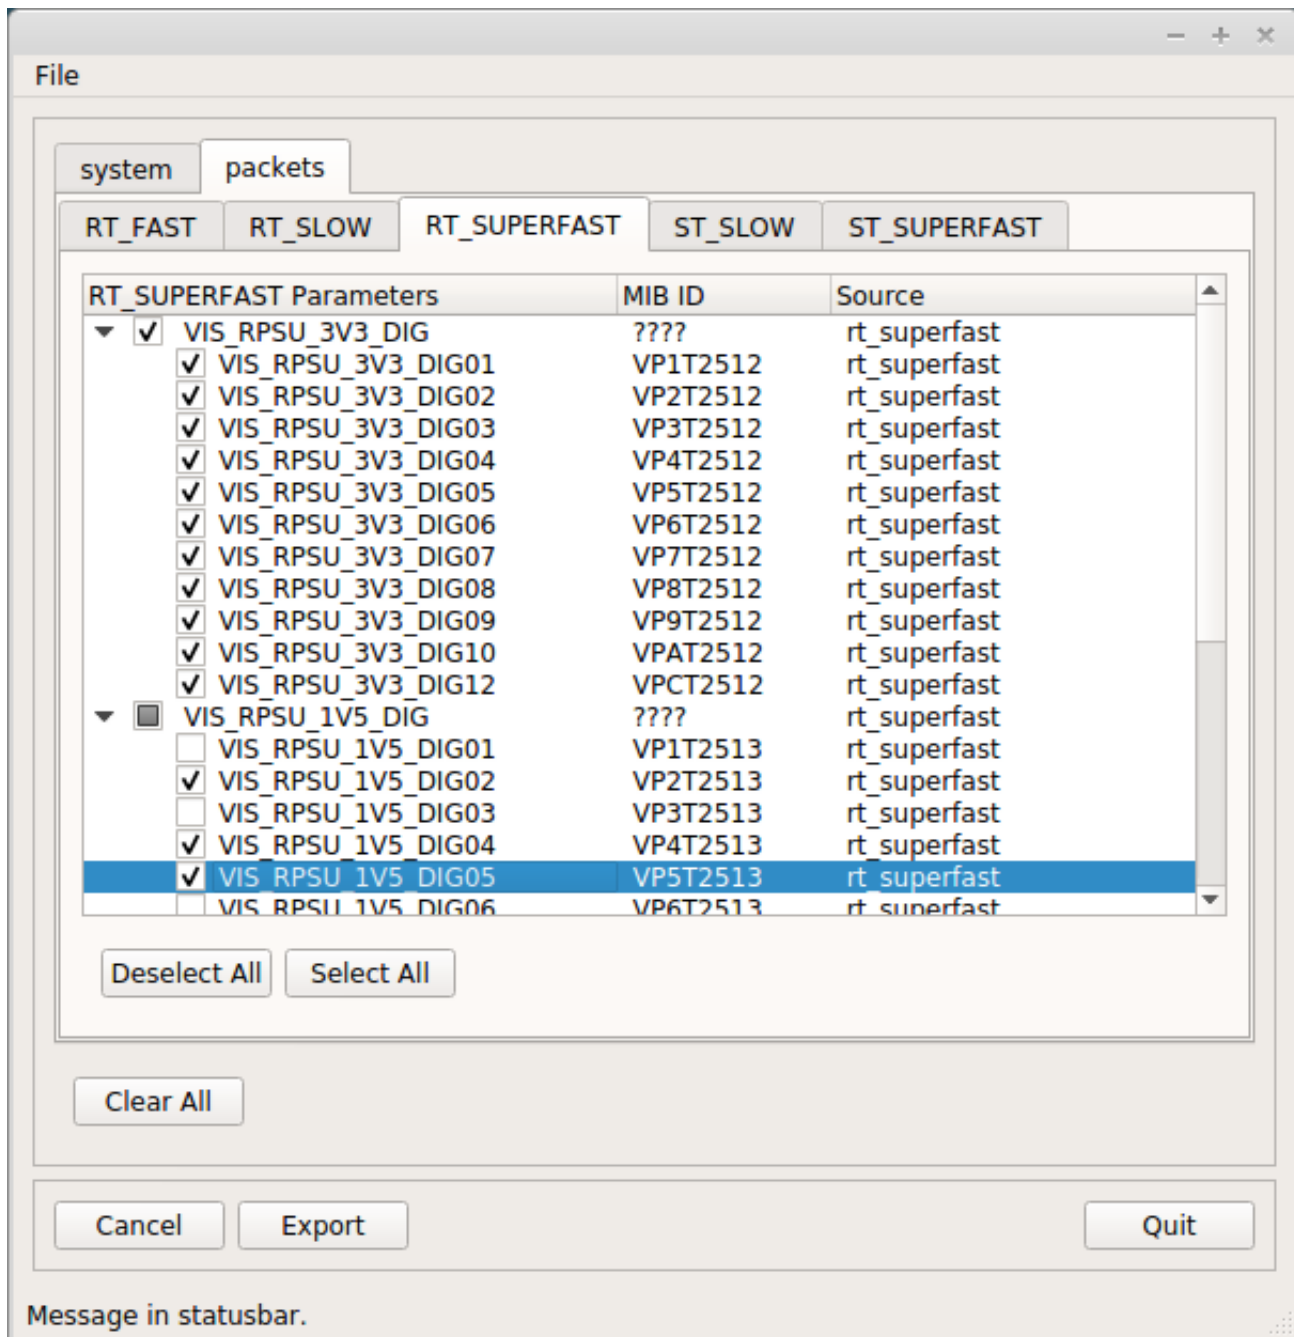 File
system packets
RT_FAST RT_SLOW RT_SUPERFAST ST_SLOW ST_SUPERFAST
RT_SUPERFAST Parameters MIB ID Source
VIS_RPSU_3V3_DIG ???? rt_superfast
VIS_RPSU_3V3_DIG01 VP1T2512 rt_superfast
VIS_RPSU_3V3_DIG02 VP2T2512 rt_superfast
VIS_RPSU_3V3_DIG03 VP3T2512 rt_superfast
VIS_RPSU_3V3_DIG04 VP4T2512 rt_superfast
VIS_RPSU_3V3_DIG05 VP5T2512 rt_superfast
VIS_RPSU_3V3_DIG06 VP6T2512 rt_superfast
VIS_RPSU_3V3_DIG07 VP7T2512 rt_superfast
VIS_RPSU_3V3_DIG08 VP8T2512 rt_superfast
VIS_RPSU_3V3_DIG09 VP9T2512 rt_superfast
VIS_RPSU_3V3_DIG10 VPAT2512 rt_superfast
VIS_RPSU_3V3_DIG12 VPCT2512 rt_superfast
VIS_RPSU_1V5_DIG ???? rt_superfast
VIS_RPSU_1V5_DIG01 VP1T2513 rt_superfast
VIS_RPSU_1V5_DIG02 VP2T2513 rt_superfast
VIS_RPSU_1V5_DIG03 VP3T2513 rt_superfast
VIS_RPSU_1V5_DIG04 VP4T2513 rt_superfast
VIS_RPSU_1V5_DIG05 VP5T2513 rt_superfast
VIS_RPSU_1V5_DIG06 VP6T2513 rt_superfast
Deselect All Select All
Clear All
Cancel Export Quit
Message in statusbar.